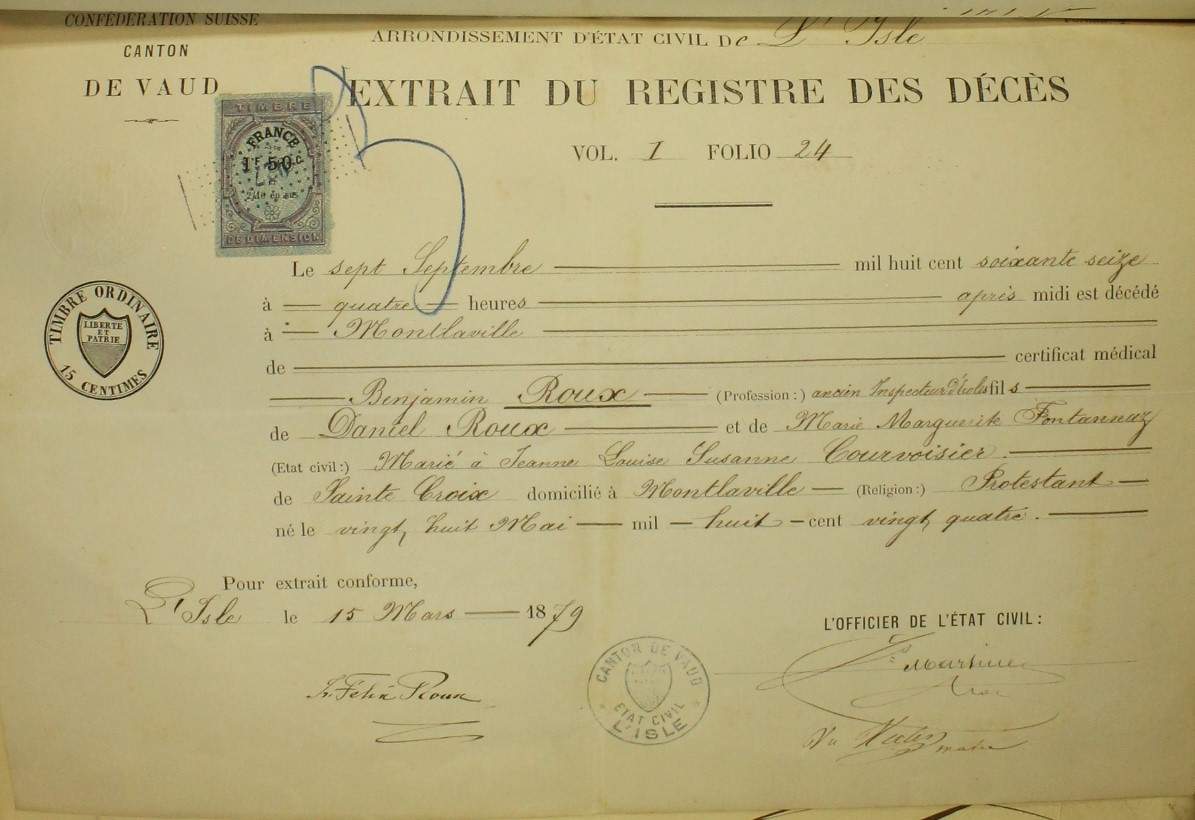 CONFÉDÉRATION SUISSE
CANTON
DE VAUD
ARRONDISSEMENT D'ÉTAT CIVIL De L'Isle
EXTRAIT DU REGISTRE DES DÉCÈS
VOL. I FOLIO 24
TIMBRE
FRANCE
1F 50C
DE DIMENSION
Le sept Septembre mil huit cent soixante seize
à quatre heures après midi est décédé
à Montlaville
de certificat médical
Benjamin Roux (Profession:) ancien Inspecteur d'écoles fils
de Daniel Roux et de Marie Marguerite Fontannaz
(Etat civil:) Marié à Jeanne Louise Susanne Courvoisier.
de Sainte Croix domicilié à Montlaville (Religion:) Protestant
né le vingt huit Mai mil huit cent vingt quatre.
TIMBRE ORDINAIRE
LIBERTE
ET
PATRIE
15 CENTIMES
Pour extrait conforme,
L'Isle le 15 Mars 1879
L'OFFICIER DE L'ÉTAT CIVIL:
Félix Roux
CANTON DE VAUD
ETAT CIVIL
L'ISLE
Vu